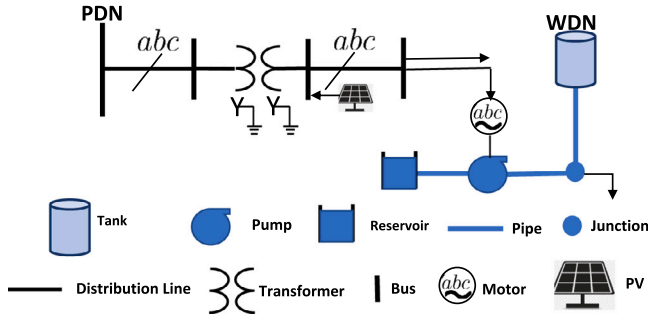 PDN
WDN
abc
abc
Y
Y
abc
Tank
Pump
Reservoir
Pipe
Junction
Distribution Line
Transformer
Bus
abc
Motor
PV